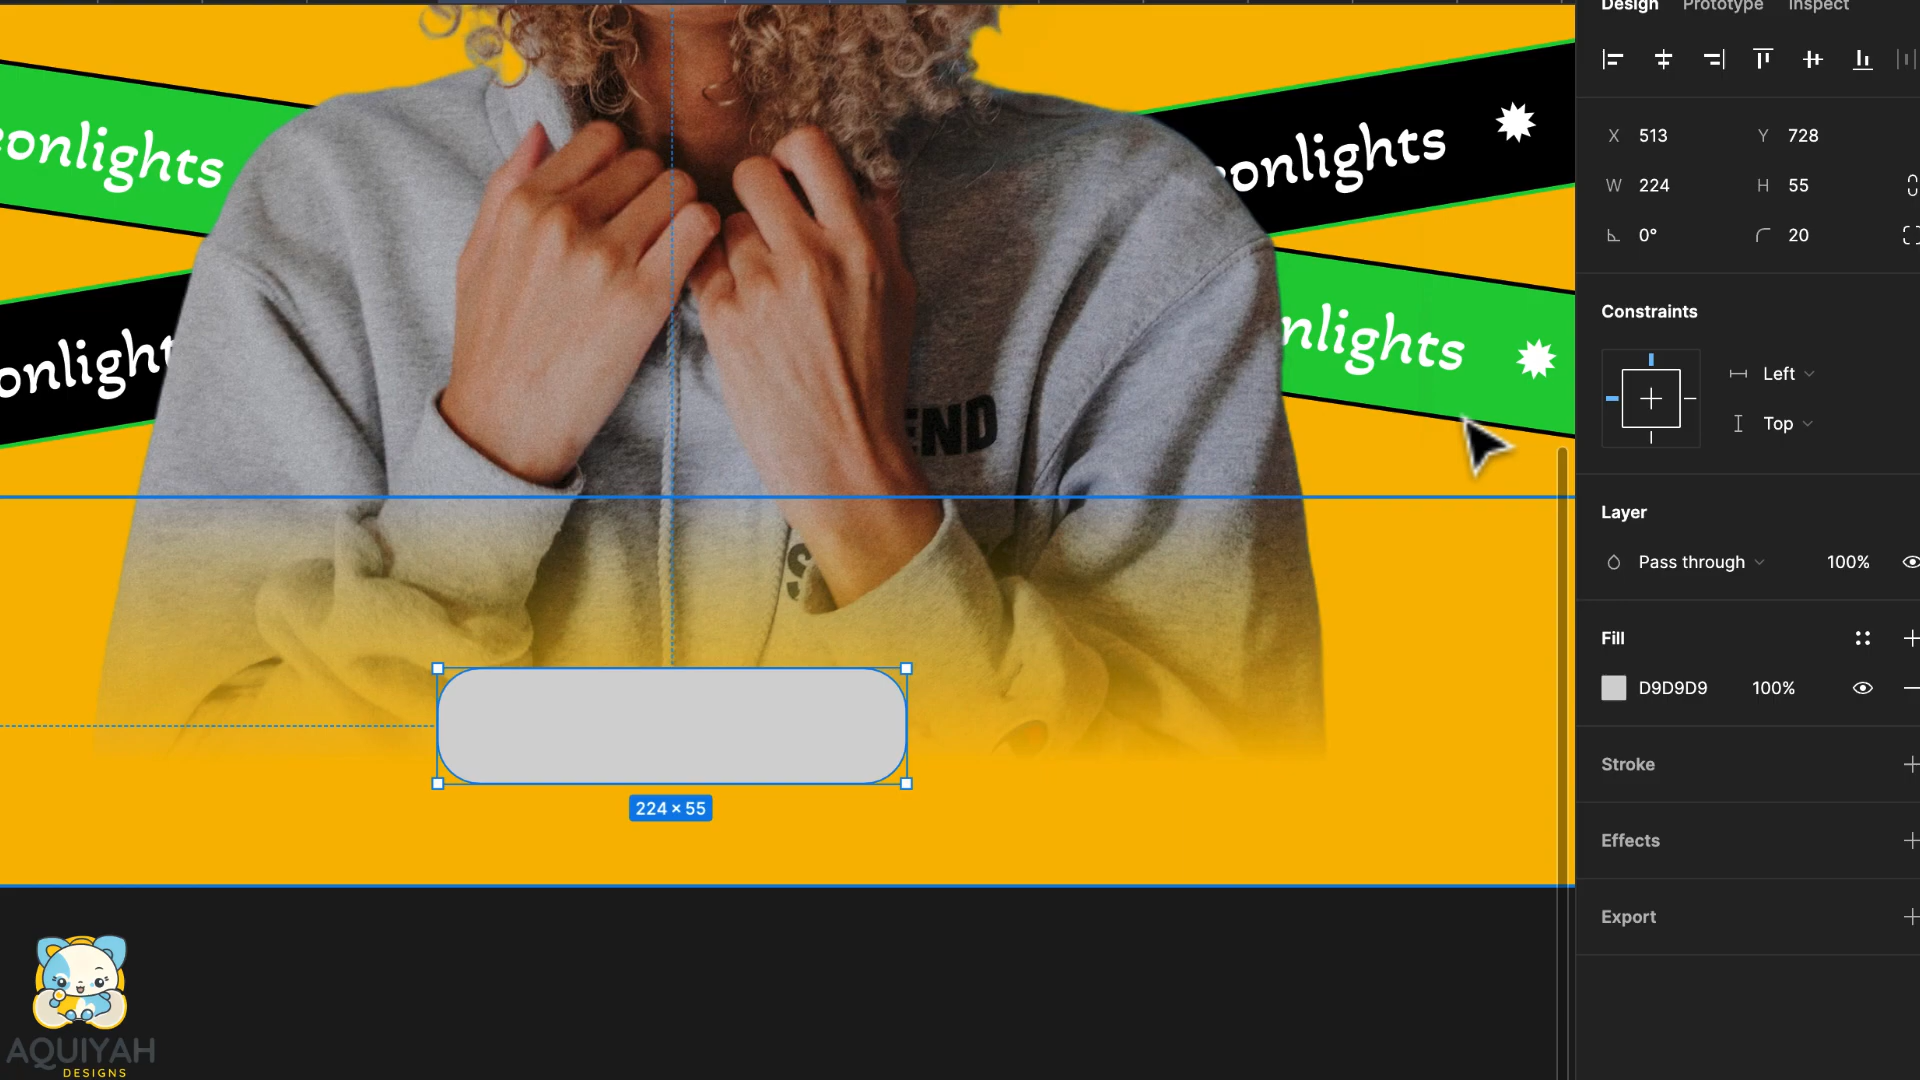 Design Prototype Inspect
X 513 Y 728
W 224 H 55
0° 20
Constraints
Left
Top
Layer
Pass through 100%
Fill
D9D9D9 100%
Stroke
Effects
Export
onlights
onlights
onlight
nlights
END
S
224 × 55
AQUIYAH
DESIGNS